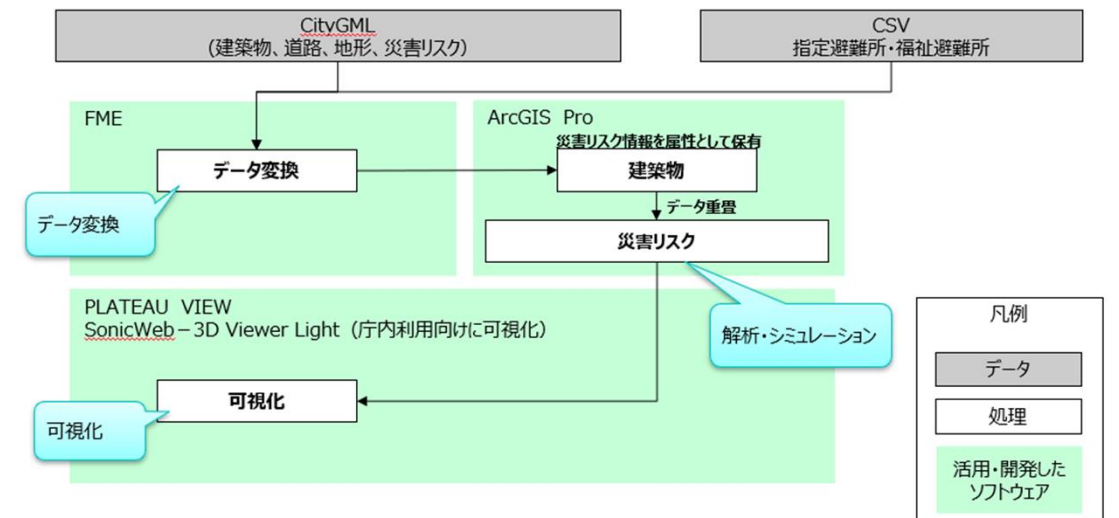 CityGML
(建築物、道路、地形、災害リスク)
CSV
指定避難所・福祉避難所
FME
データ変換
データ変換
ArcGIS Pro
災害リスク情報を属性として保有
建築物
データ重畳
災害リスク
解析・シミュレーション
PLATEAU VIEW
SonicWeb-3D Viewer Light(庁内利用向けに可視化)
可視化
可視化
凡例
データ
処理
活用・開発した
ソフトウェア